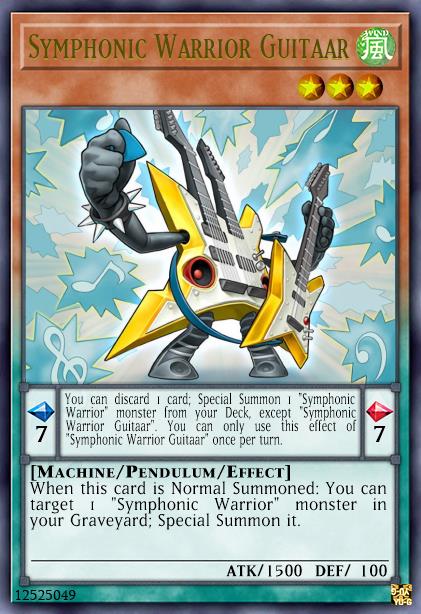 SYMPHONIC WARRIOR GUITAAR
WIND
風
You can discard 1 card; Special Summon 1 "Symphonic
Warrior" monster from your Deck, except "Symphonic
Warrior Guitaar". You can only use this effect of
"Symphonic Warrior Guitaar" once per turn.
7
7
[MACHINE/PENDULUM/EFFECT]
When this card is Normal Summoned: You can
target 1 "Symphonic Warrior" monster in
your Graveyard; Special Summon it.
ATK/1500 DEF/ 100
12525049